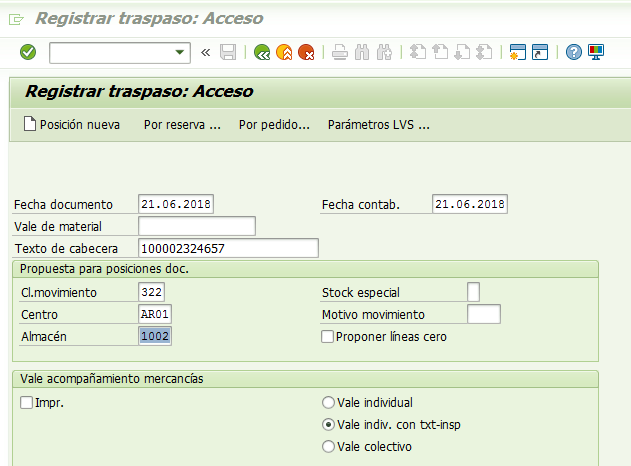 Registrar traspaso: Acceso
Registrar traspaso: Acceso
Posición nueva Por reserva ... Por pedido... Parámetros LVS ...
Fecha documento 21.06.2018 Fecha contab. 21.06.2018
Vale de material
Texto de cabecera 100002324657
Propuesta para posiciones doc.
Cl.movimiento 322 Stock especial
Centro AR01 Motivo movimiento
Almacén 1002 Proponer líneas cero
Vale acompañamiento mercancías
Impr. Vale individual
Vale indiv. con txt-insp
Vale colectivo